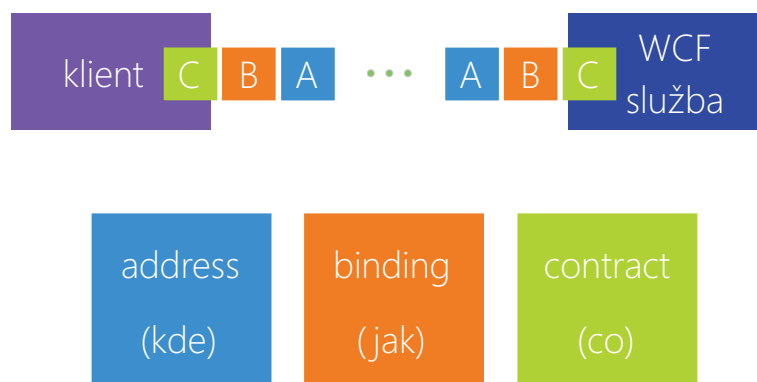 klient C B A ... A B C WCF
služba
address binding contract
(kde) (jak) (co)